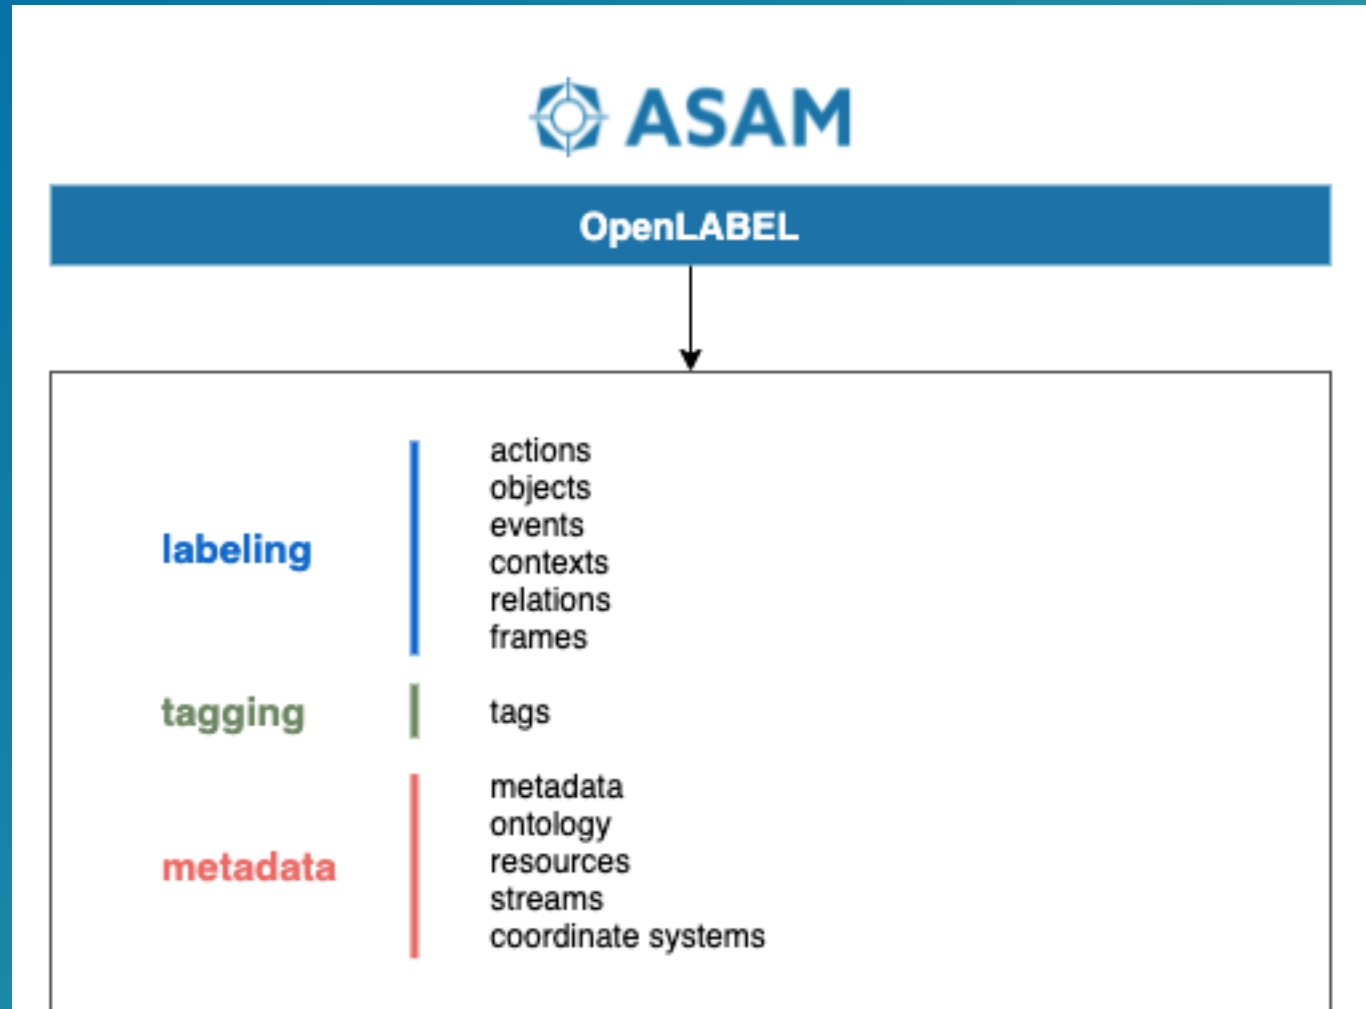 ASAM
OpenLABEL
labeling
actions
objects
events
contexts
relations
frames
tagging
tags
metadata
metadata
ontology
resources
streams
coordinate systems